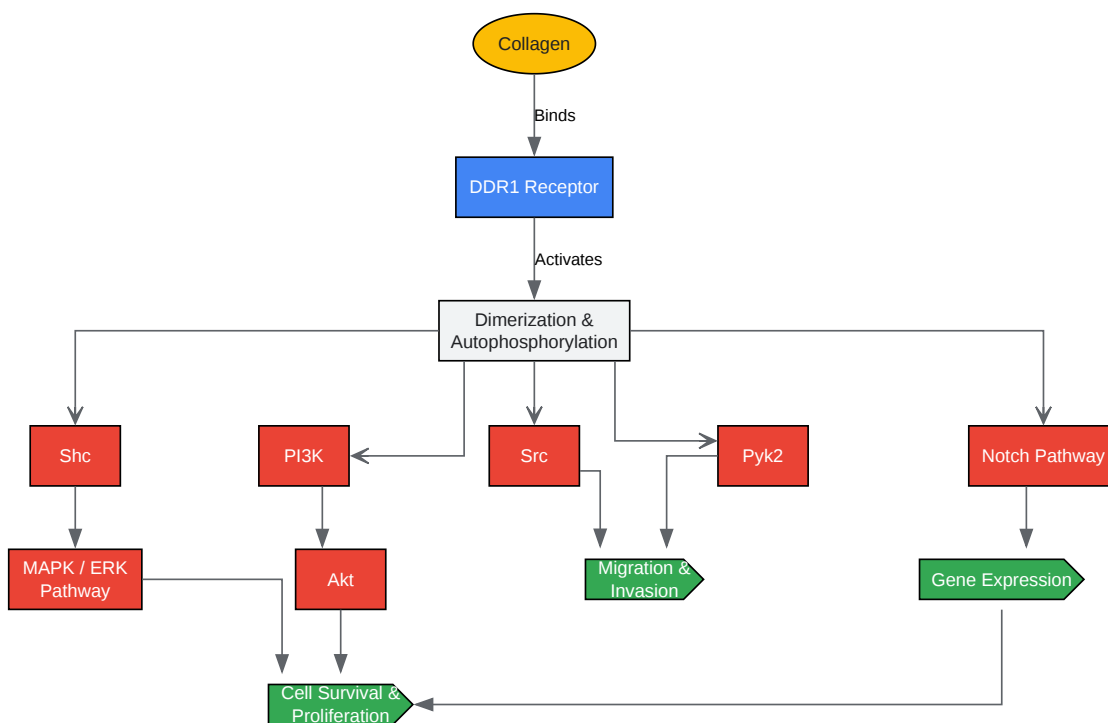 Collagen
Binds
DDR1 Receptor
Activates
Dimerization &
Autophosphorylation
Shc
PI3K
Src
Pyk2
Notch Pathway
MAPK / ERK
Pathway
Akt
Migration &
Invasion
Gene Expression
Cell Survival &
Proliferation